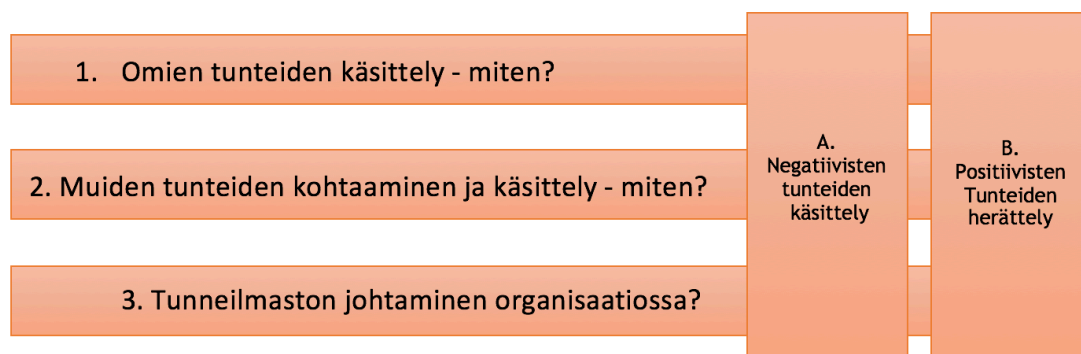 1. Omien tunteiden käsittely - miten?
2. Muiden tunteiden kohtaaminen ja käsittely - miten?
3. Tunneilmaston johtaminen organisaatiossa?
A.
Negatiivisten
tunteiden
käsittely
B.
Positiivisten
Tunteiden
herättely